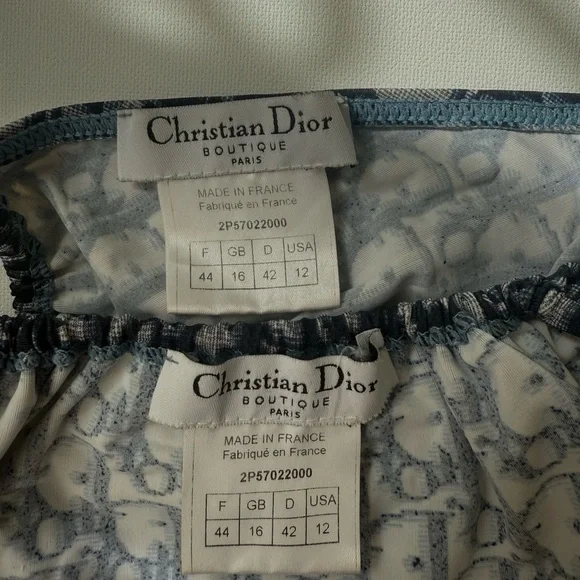 Christian Dior
BOUTIQUE
PARIS
MADE IN FRANCE
Fabriqué en France
2P57022000
F GB D USA
44 16 42 12
Christian Dior
BOUTIQUE
PARIS
MADE IN FRANCE
Fabriqué en France
2P57022000
F GB D USA
44 16 42 12